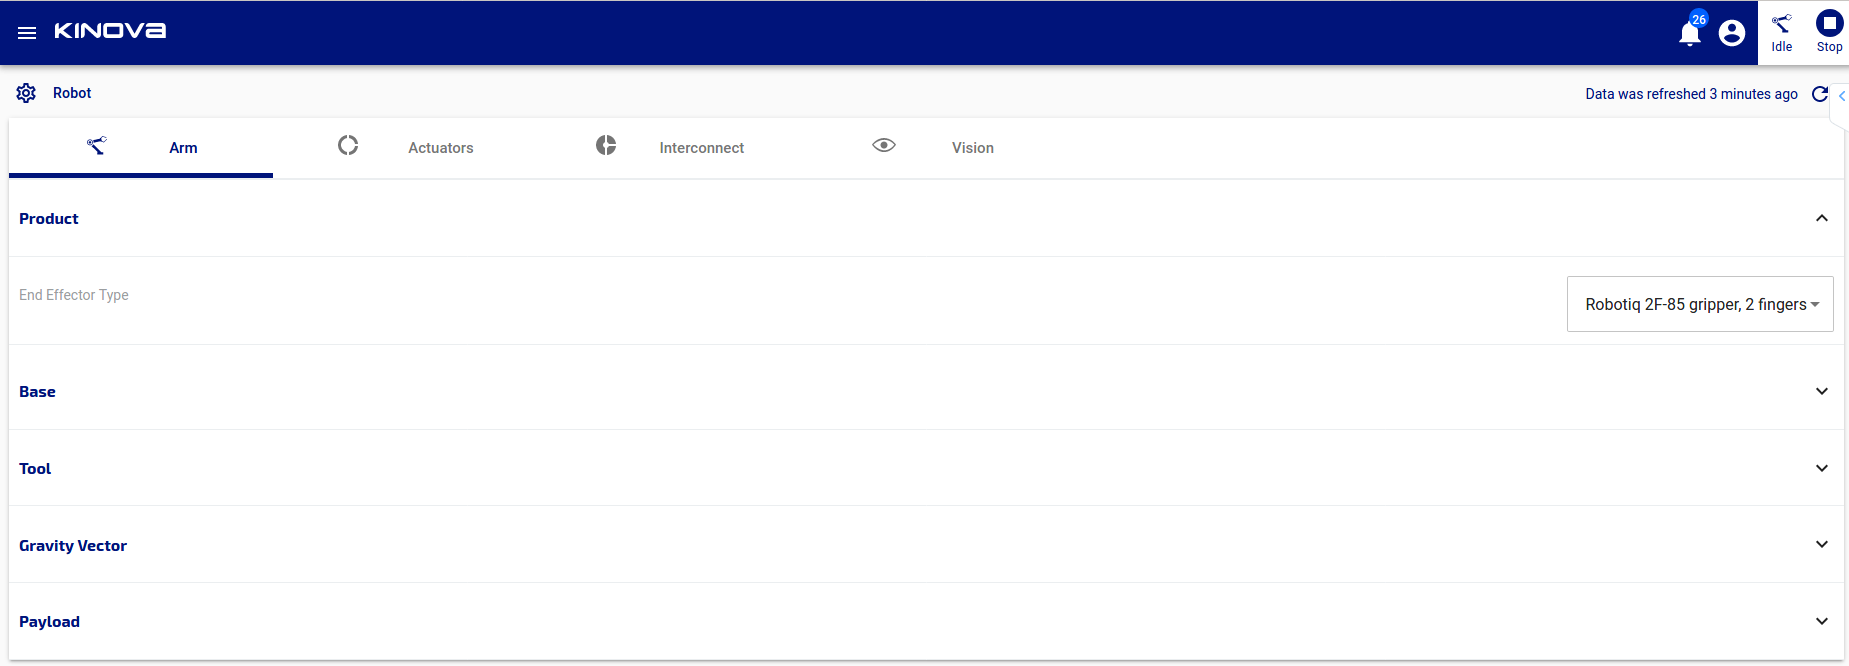 KINOVA
26
Idle
Stop
Robot
Data was refreshed 3 minutes ago
Arm
Actuators
Interconnect
Vision
Product
End Effector Type
Robotiq 2F-85 gripper, 2 fingers
Base
Tool
Gravity Vector
Payload